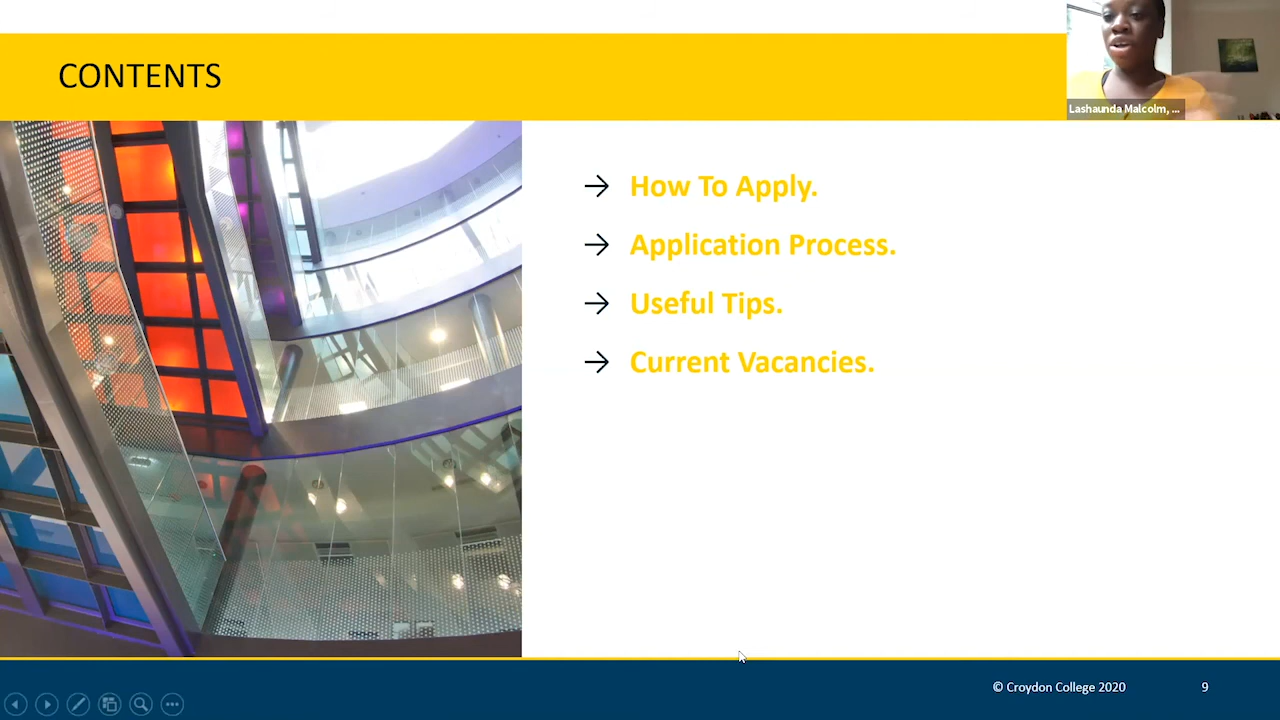 CONTENTS
Lashaunda Malcolm, ...
How To Apply.
Application Process.
Useful Tips.
Current Vacancies.
© Croydon College 2020
9